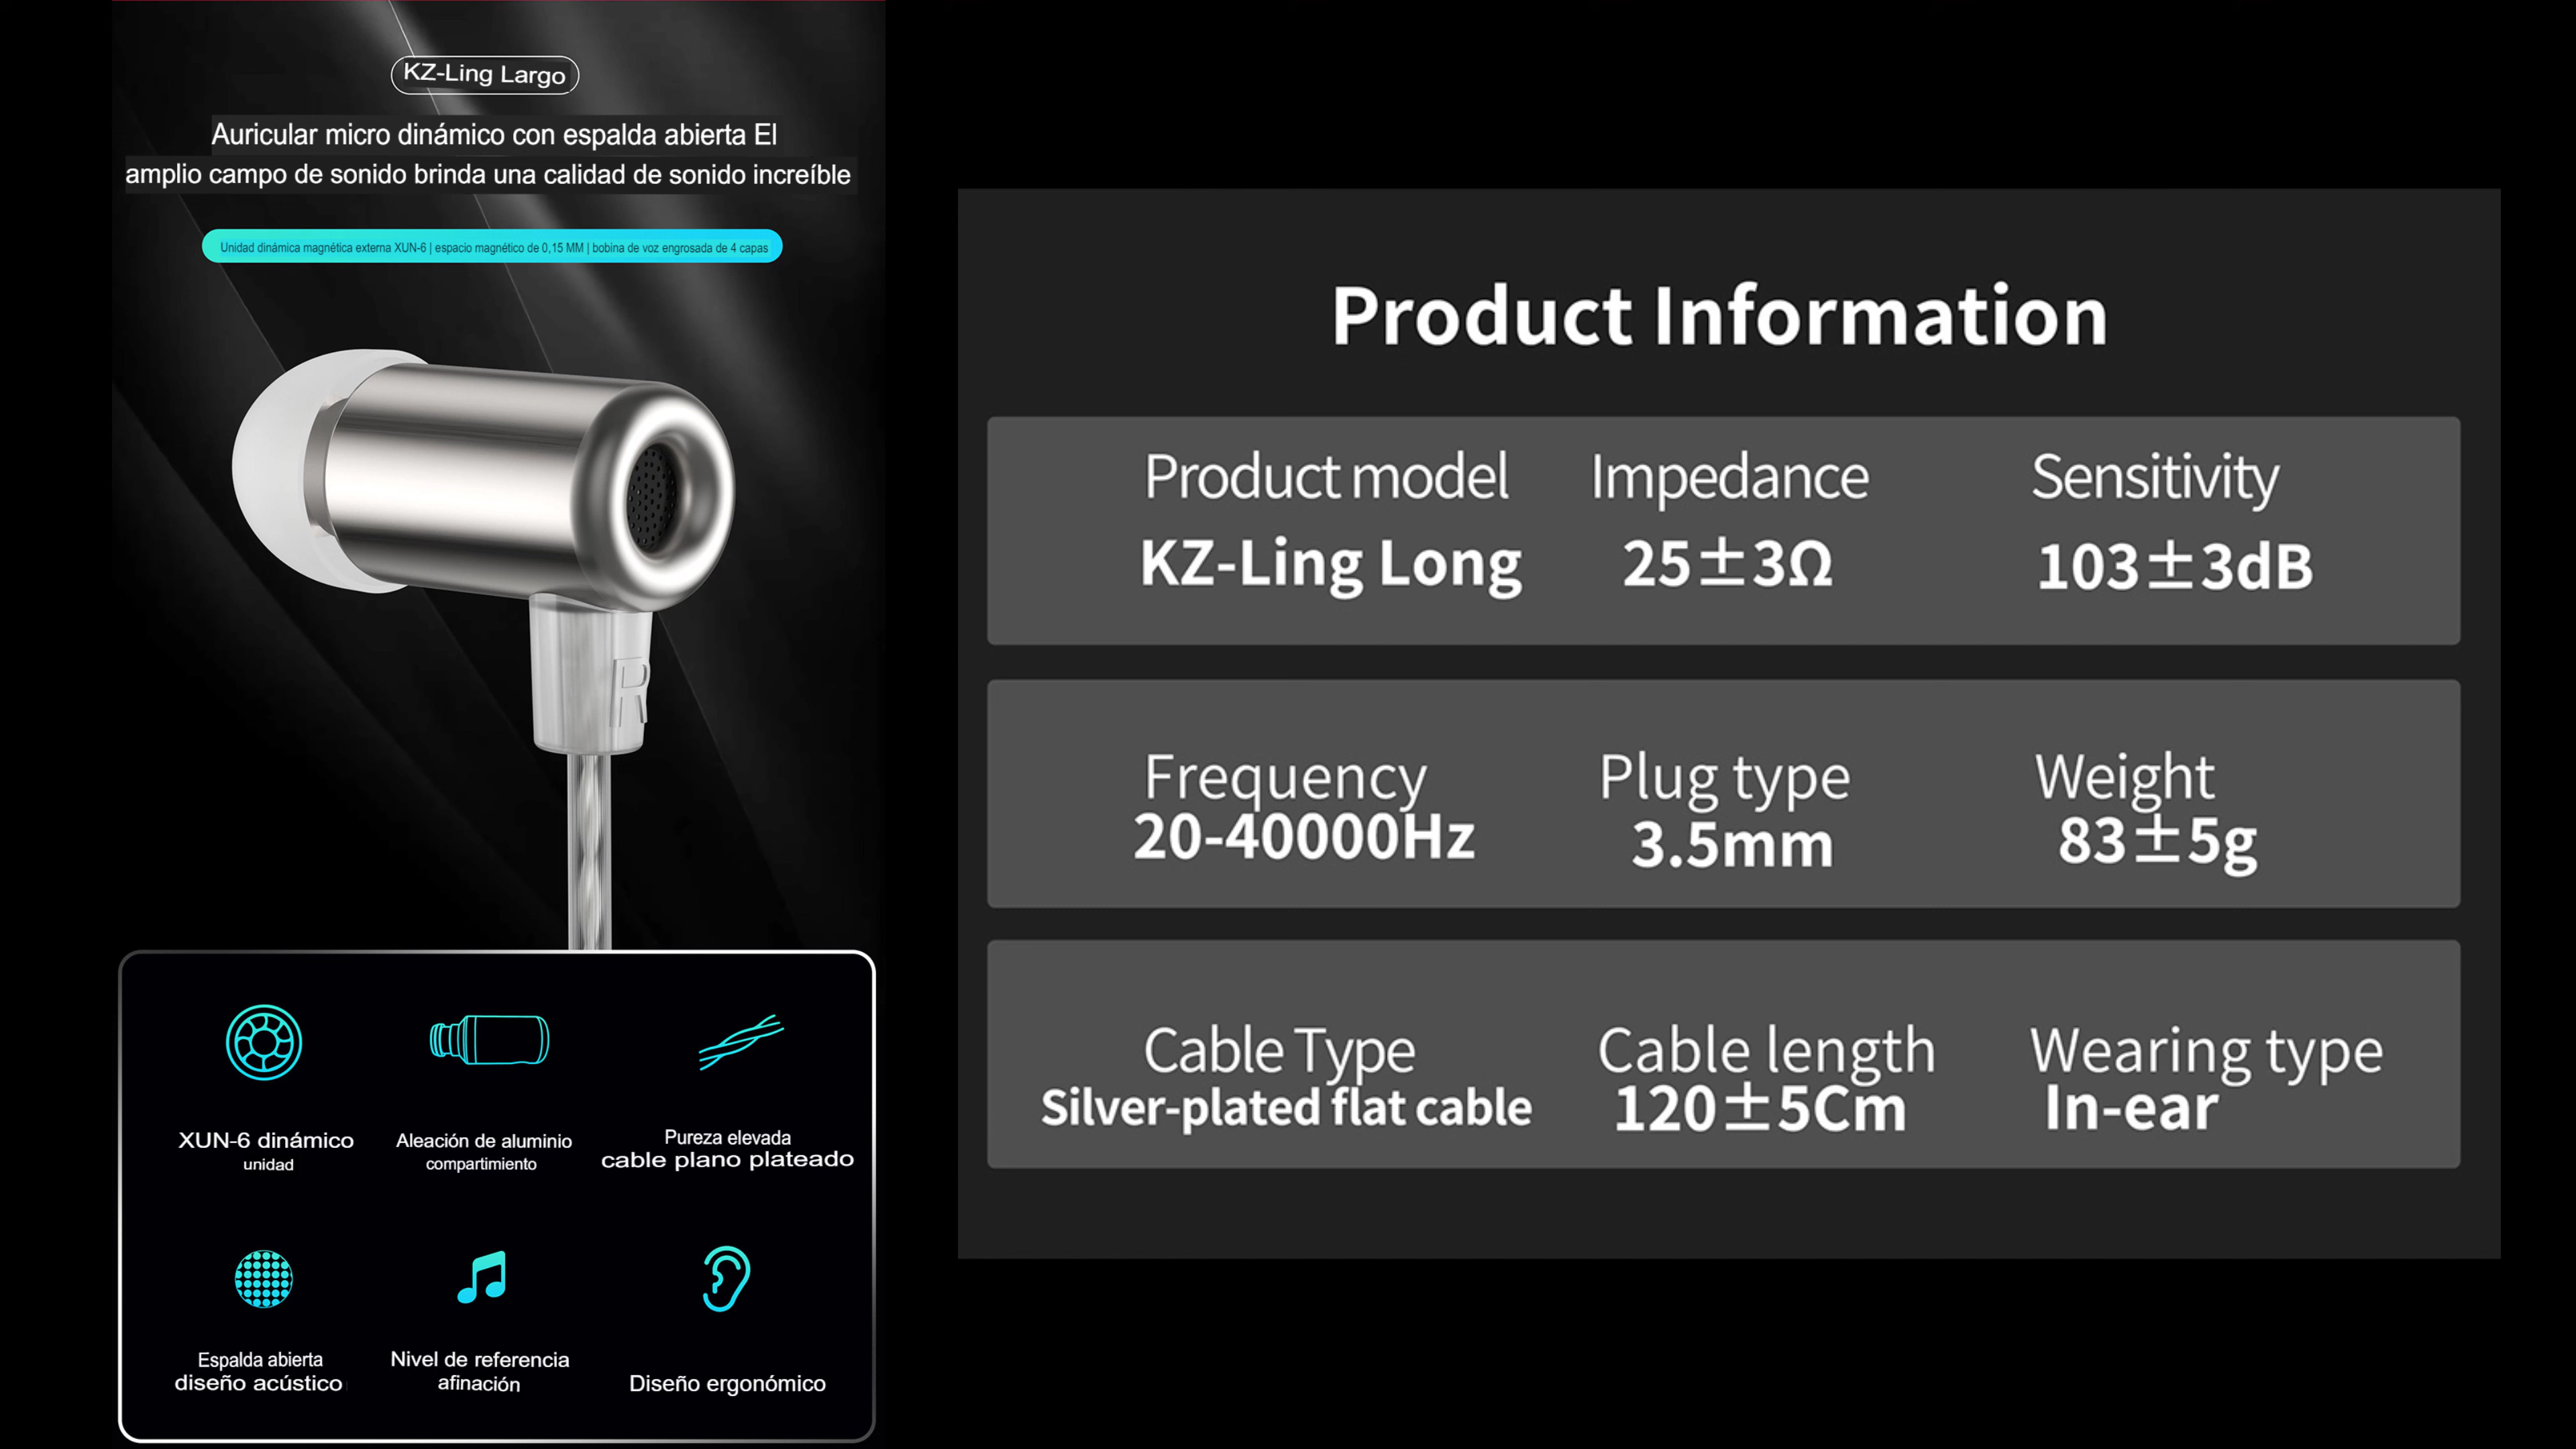 KZ-Ling Largo
Auricular micro dinámico con espalda abierta El
amplio campo de sonido brinda una calidad de sonido increíble
Unidad dinámica magnética externa XUN-6 | espacio magnético de 0,15 MM | bobina de voz engrosada de 4 capas
R
XUN-6 dinámico
unidad
Aleación de aluminio
compartimiento
Pureza elevada
cable plano plateado
Espalda abierta
diseño acústico
Nivel de referencia
afinación
Diseño ergonómico
Product Information
Product model
KZ-Ling Long
Impedance
25±3Ω
Sensitivity
103±3dB
Frequency
20-40000Hz
Plug type
3.5mm
Weight
83±5g
Cable Type
Silver-plated flat cable
Cable length
120±5Cm
Wearing type
In-ear